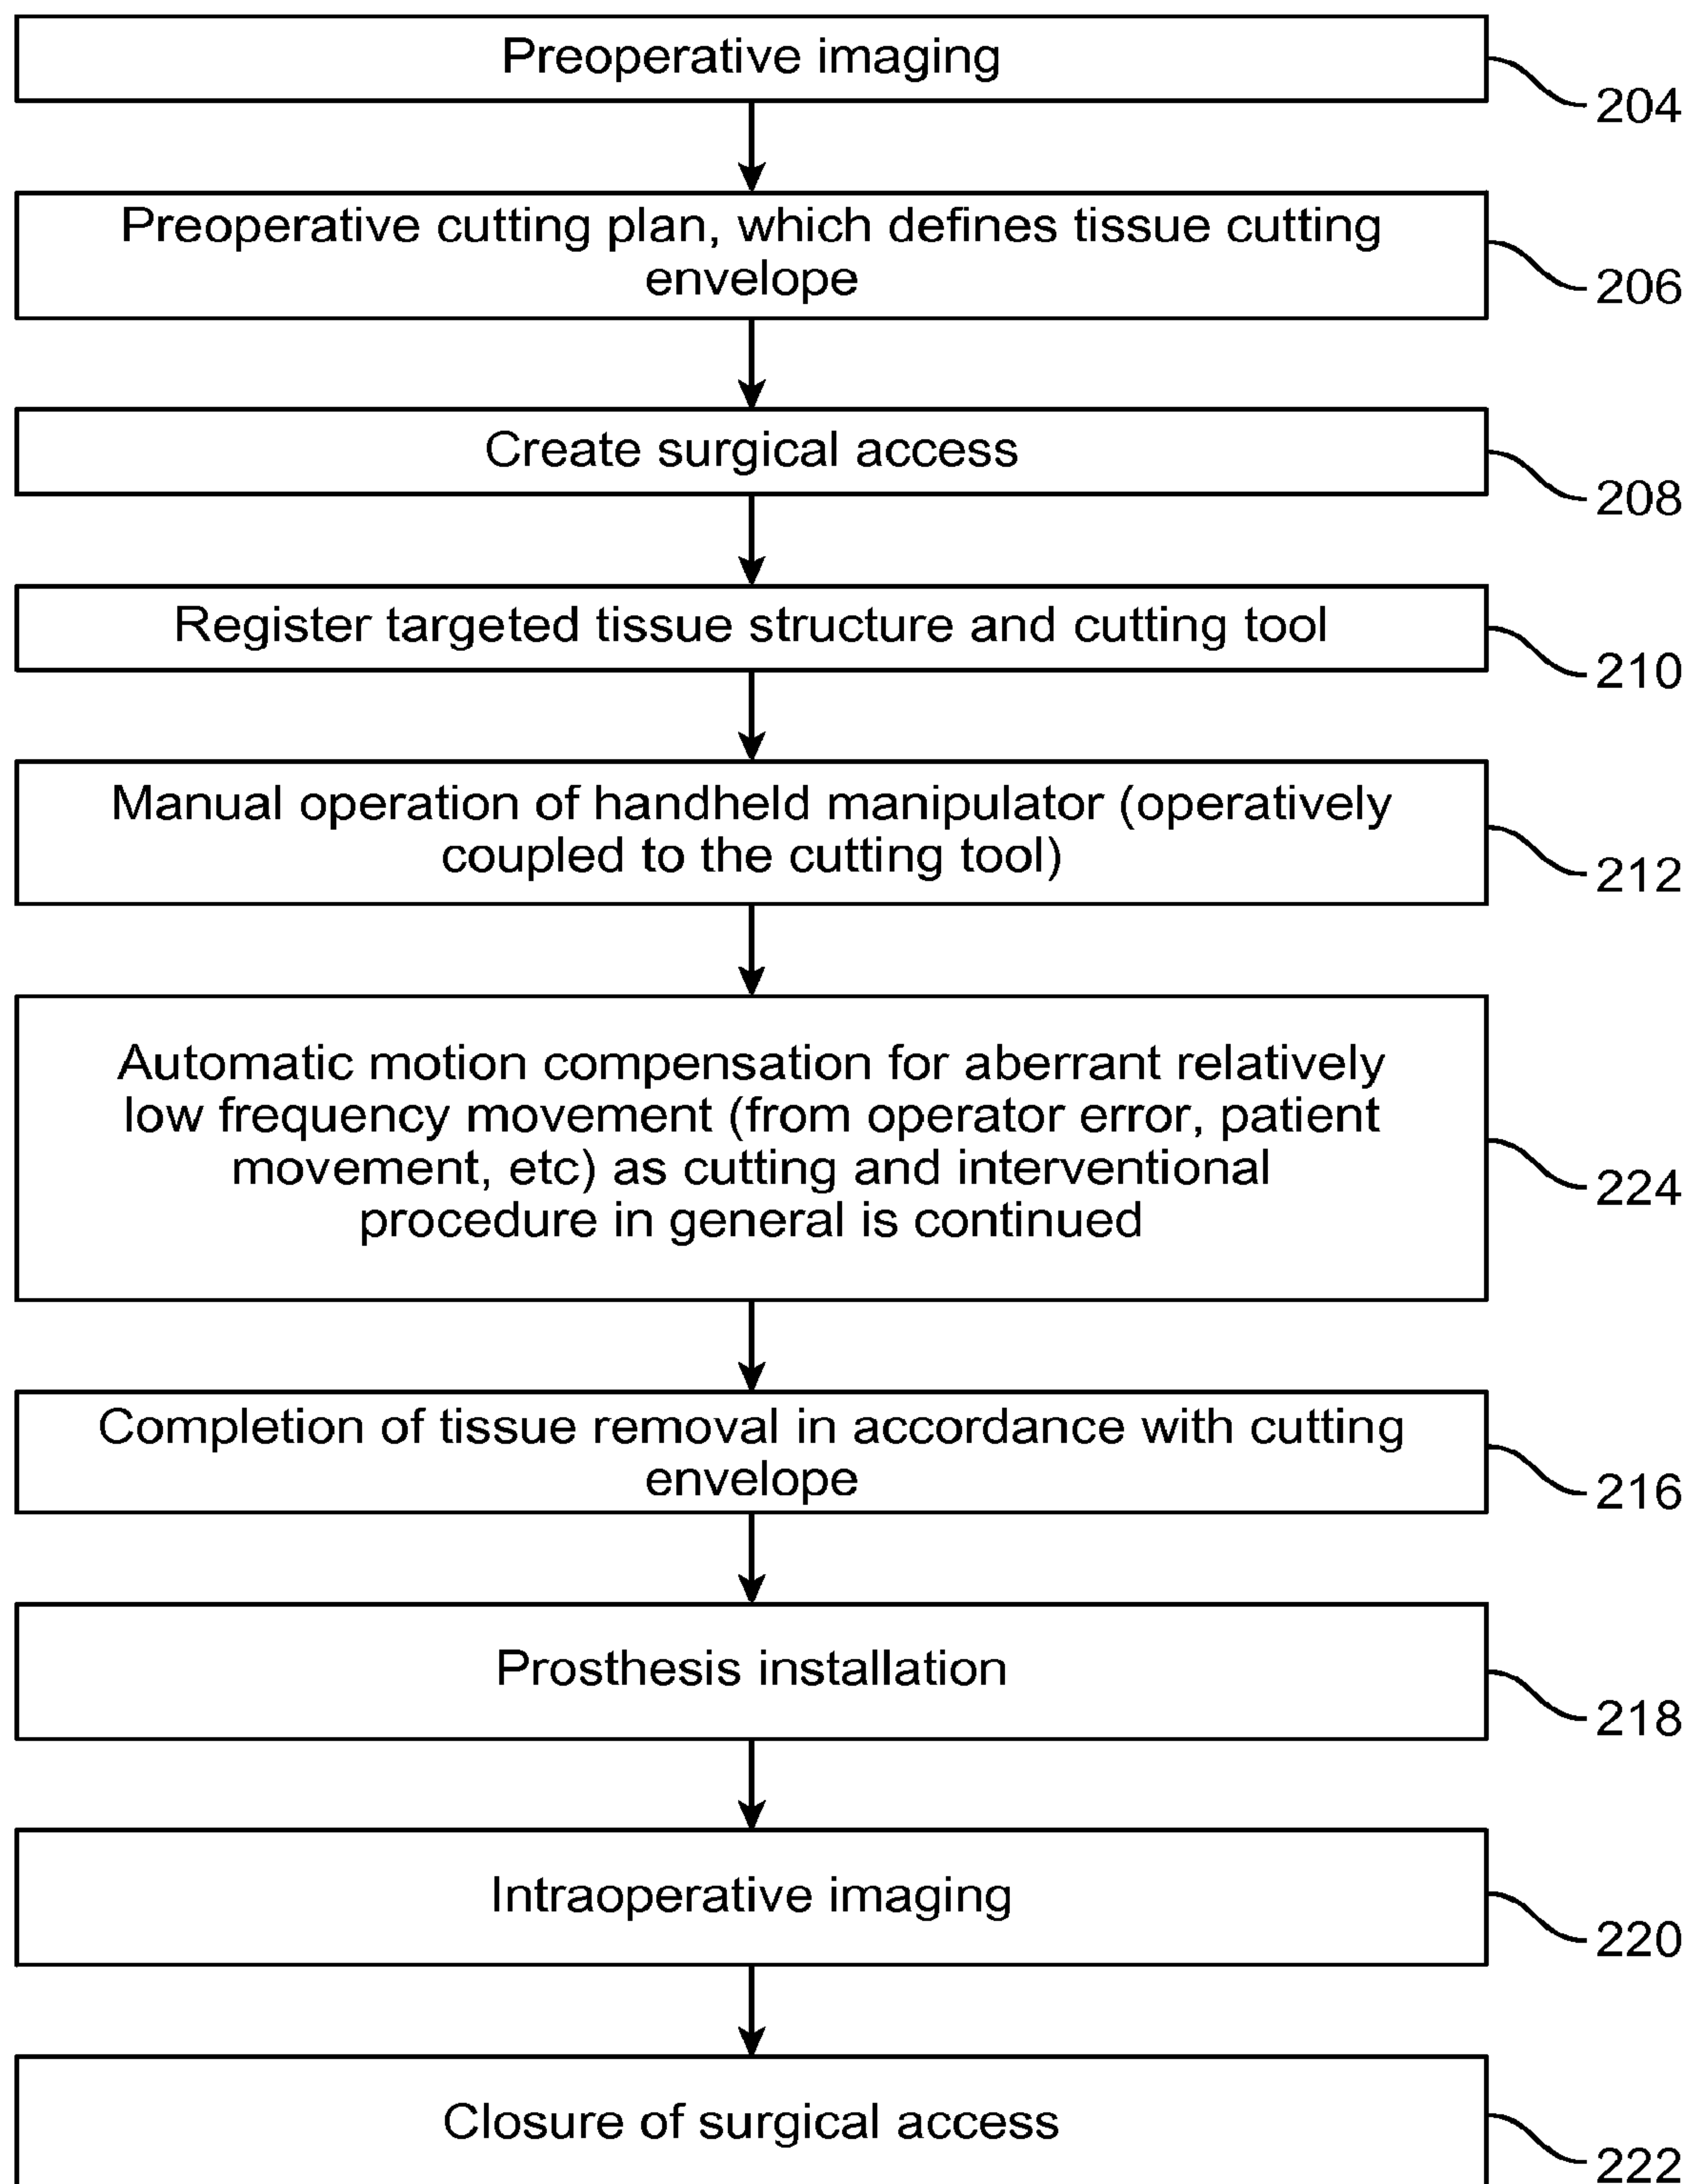 Preoperative imaging
204
Preoperative cutting plan, which defines tissue cutting
envelope
206
Create surgical access
208
Register targeted tissue structure and cutting tool
210
Manual operation of handheld manipulator (operatively
coupled to the cutting tool)
212
Automatic motion compensation for aberrant relatively
low frequency movement (from operator error, patient
movement, etc) as cutting and interventional
procedure in general is continued
224
Completion of tissue removal in accordance with cutting
envelope
216
Prosthesis installation
218
Intraoperative imaging
220
Closure of surgical access
222